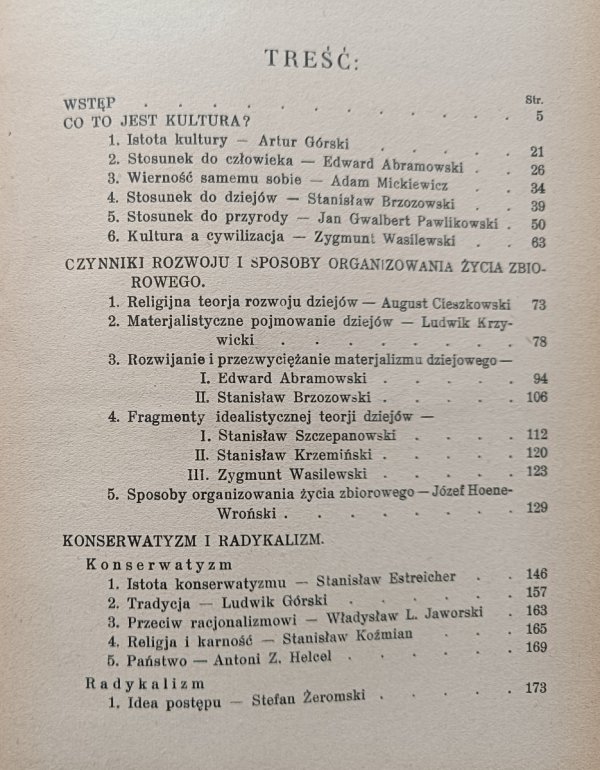 TREŚĆ:
Str.
WSTĘP . . . . . . . . . . . 5
CO TO JEST KULTURA?
1. Istota kultury — Artur Górski . . . . 21
2. Stosunek do człowieka — Edward Abramowski . . 26
3. Wierność samemu sobie — Adam Mickiewicz . . 34
4. Stosunek do dziejów — Stanisław Brzozowski . . 39
5. Stosunek do przyrody — Jan Gwalbert Pawlikowski . 50
6. Kultura a cywilizacja — Zygmunt Wasilewski . . 63
CZYNNIKI ROZWOJU I SPOSOBY ORGANIZOWANIA ŻYCIA ZBIO-
ROWEGO.
1. Religijna teorja rozwoju dziejów — August Cieszkowski 73
2. Materjalistyczne pojmowanie dziejów — Ludwik Krzy-
wicki . . . . . . . 78
3. Rozwijanie i przezwyciężanie materjalizmu dziejowego —
I. Edward Abramowski . . . . . 94
II. Stanisław Brzozowski . . . . . 106
4. Fragmenty idealistycznej teorji dziejów —
I. Stanisław Szczepanowski . . . . 112
II. Stanisław Krzemiński . . . . . 120
III. Zygmunt Wasilewski . . . . . 123
5. Sposoby organizowania życia zbiorowego — Józef Hoene-
Wroński . . . . . . . 129
KONSERWATYZM I RADYKALIZM.
Konserwatyzm
1. Istota konserwatyzmu — Stanisław Estreicher . . 146
2. Tradycja — Ludwik Górski . . . . . 157
3. Przeciw racjonalizmowi — Władysław L. Jaworski . 163
4. Religja i karność — Stanisław Koźmian . . . 165
5. Państwo — Antoni Z. Helcel . . . . . 169
Radykalizm
1. Idea postępu — Stefan Żeromski . . . . 173